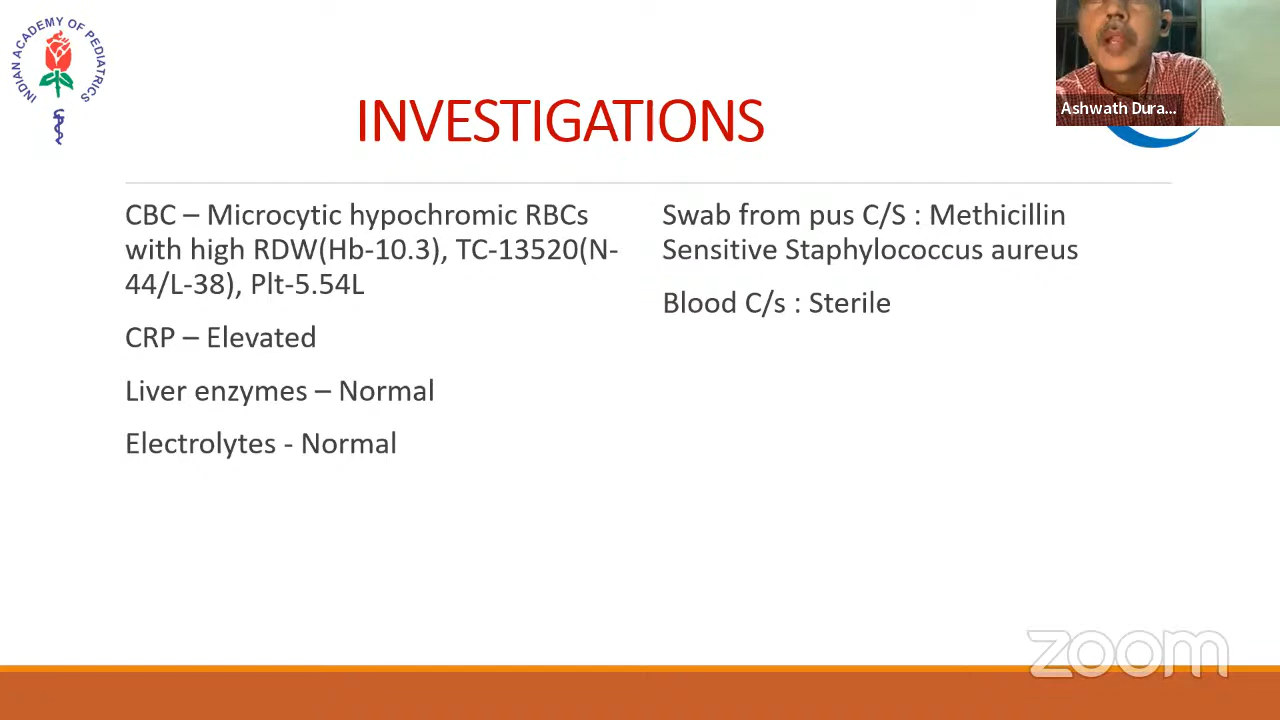 INDIAN ACADEMY OF PEDIATRICS
INVESTIGATIONS
Ashwath Dura...
CBC – Microcytic hypochromic RBCs
with high RDW(Hb-10.3), TC-13520(N-
44/L-38), Plt-5.54L
CRP – Elevated
Liver enzymes – Normal
Electrolytes - Normal
Swab from pus C/S : Methicillin
Sensitive Staphylococcus aureus
Blood C/s : Sterile
zoom